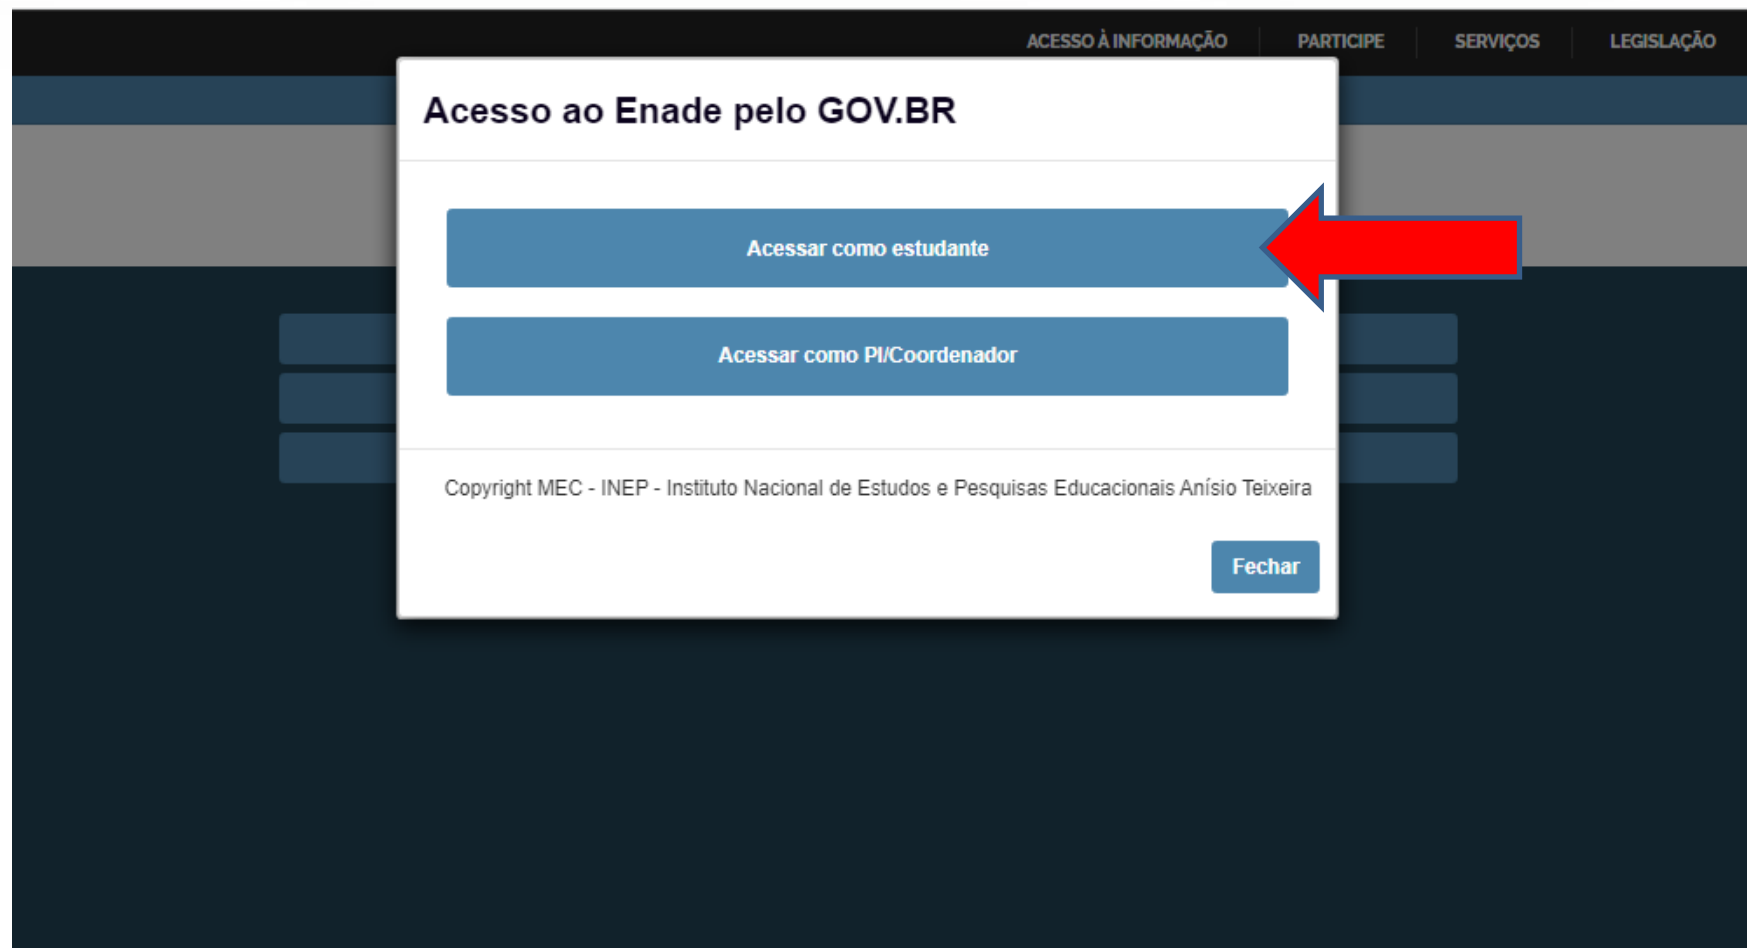 ACESSO À INFORMAÇÃO PARTICIPE SERVIÇOS LEGISLAÇÃO
Acesso ao Enade pelo GOV.BR
Acessar como estudante
Acessar como PI/Coordenador
Copyright MEC - INEP - Instituto Nacional de Estudos e Pesquisas Educacionais Anísio Teixeira
Fechar